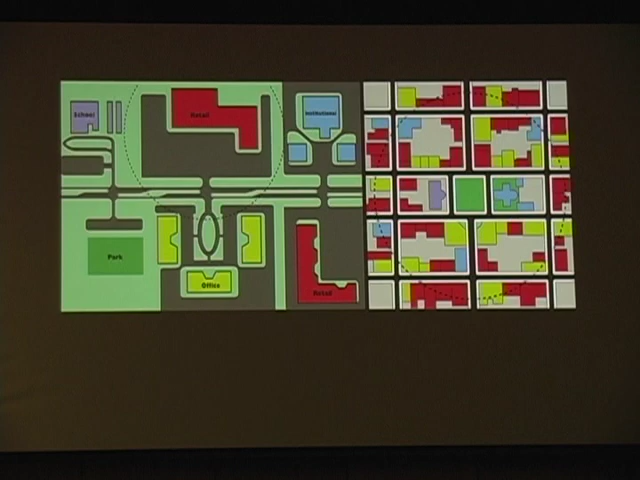 School
Retail
Institutional
Park
Office
Retail